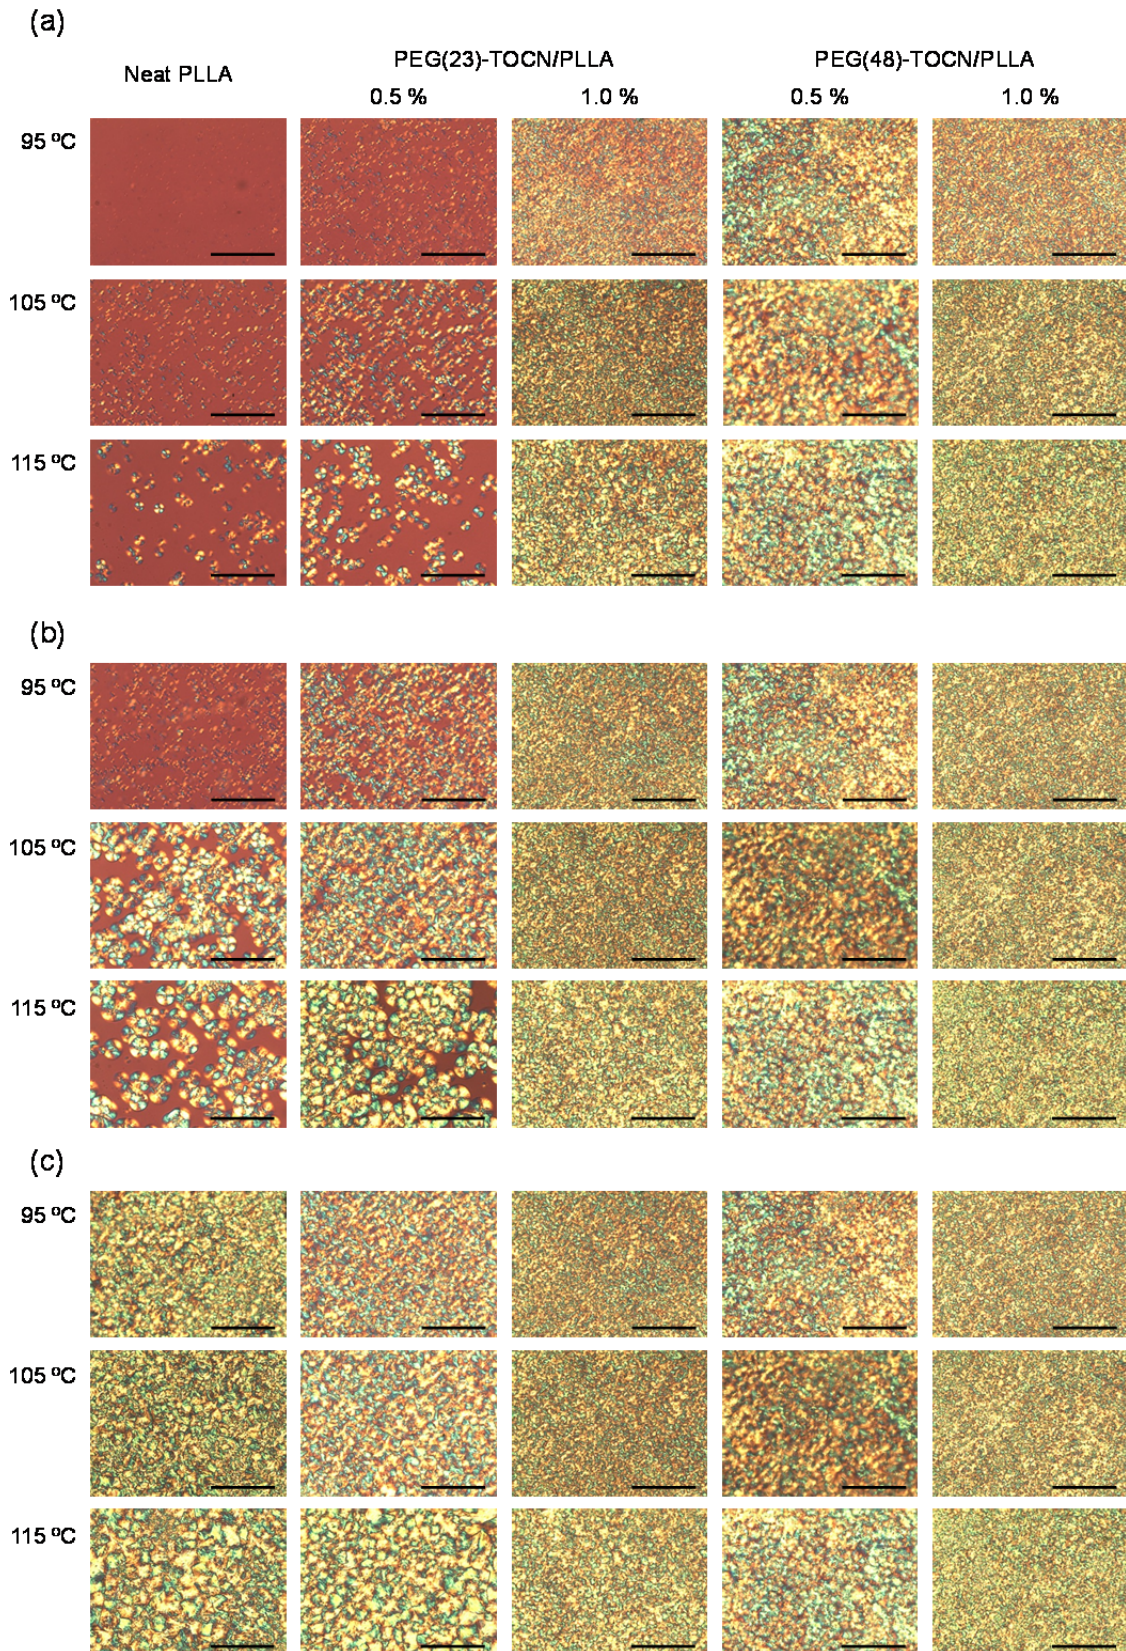 (a)
Neat PLLA
PEG(23)-TOCN/PLLA
PEG(48)-TOCN/PLLA
0.5 %
1.0 %
0.5 %
1.0 %
95 ºC
105 ºC
115 ºC
(b)
95 ºC
105 ºC
115 ºC
(c)
95 ºC
105 ºC
115 ºC